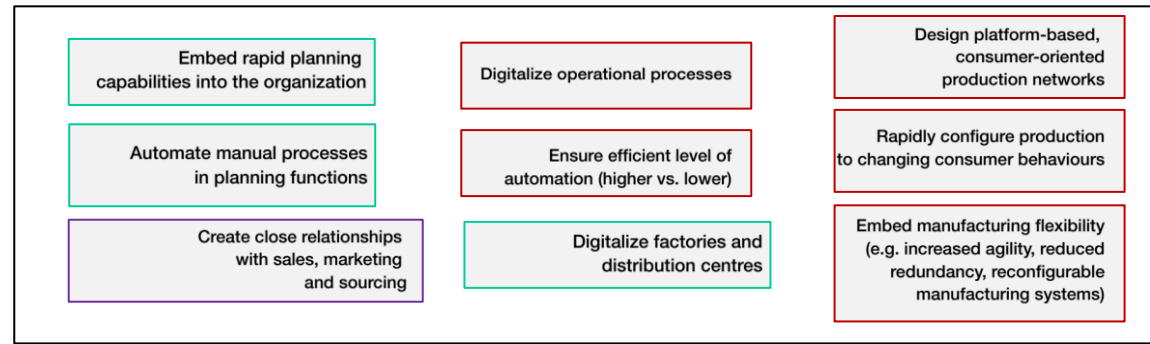 Embed rapid planning
capabilities into the organization
Automate manual processes
in planning functions
Create close relationships
with sales, marketing
and sourcing
Digitalize operational processes
Ensure efficient level of
automation (higher vs. lower)
Digitalize factories and
distribution centres
Design platform-based,
consumer-oriented
production networks
Rapidly configure production
to changing consumer behaviours
Embed manufacturing flexibility
(e.g. increased agility, reduced
redundancy, reconfigurable
manufacturing systems)